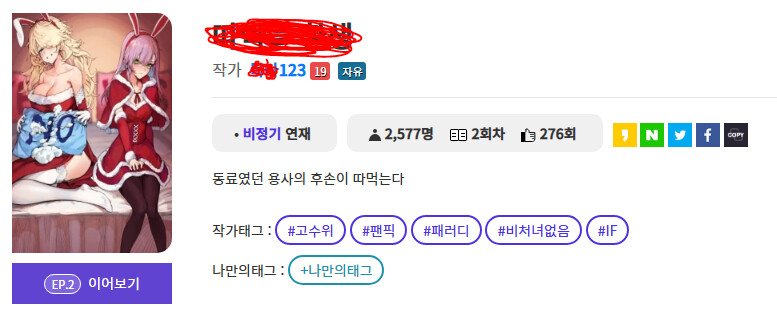 작가 123 19 자유
• 비정기 연재 2,577명 2회차 276회 COPY
동료였던 용사의 후손이 따먹는다
작가태그 : #고수위 #팬픽 #패러디 #비처녀없음 #IF
나만의태그 : +나만의태그
NO
EP.2 이어보기